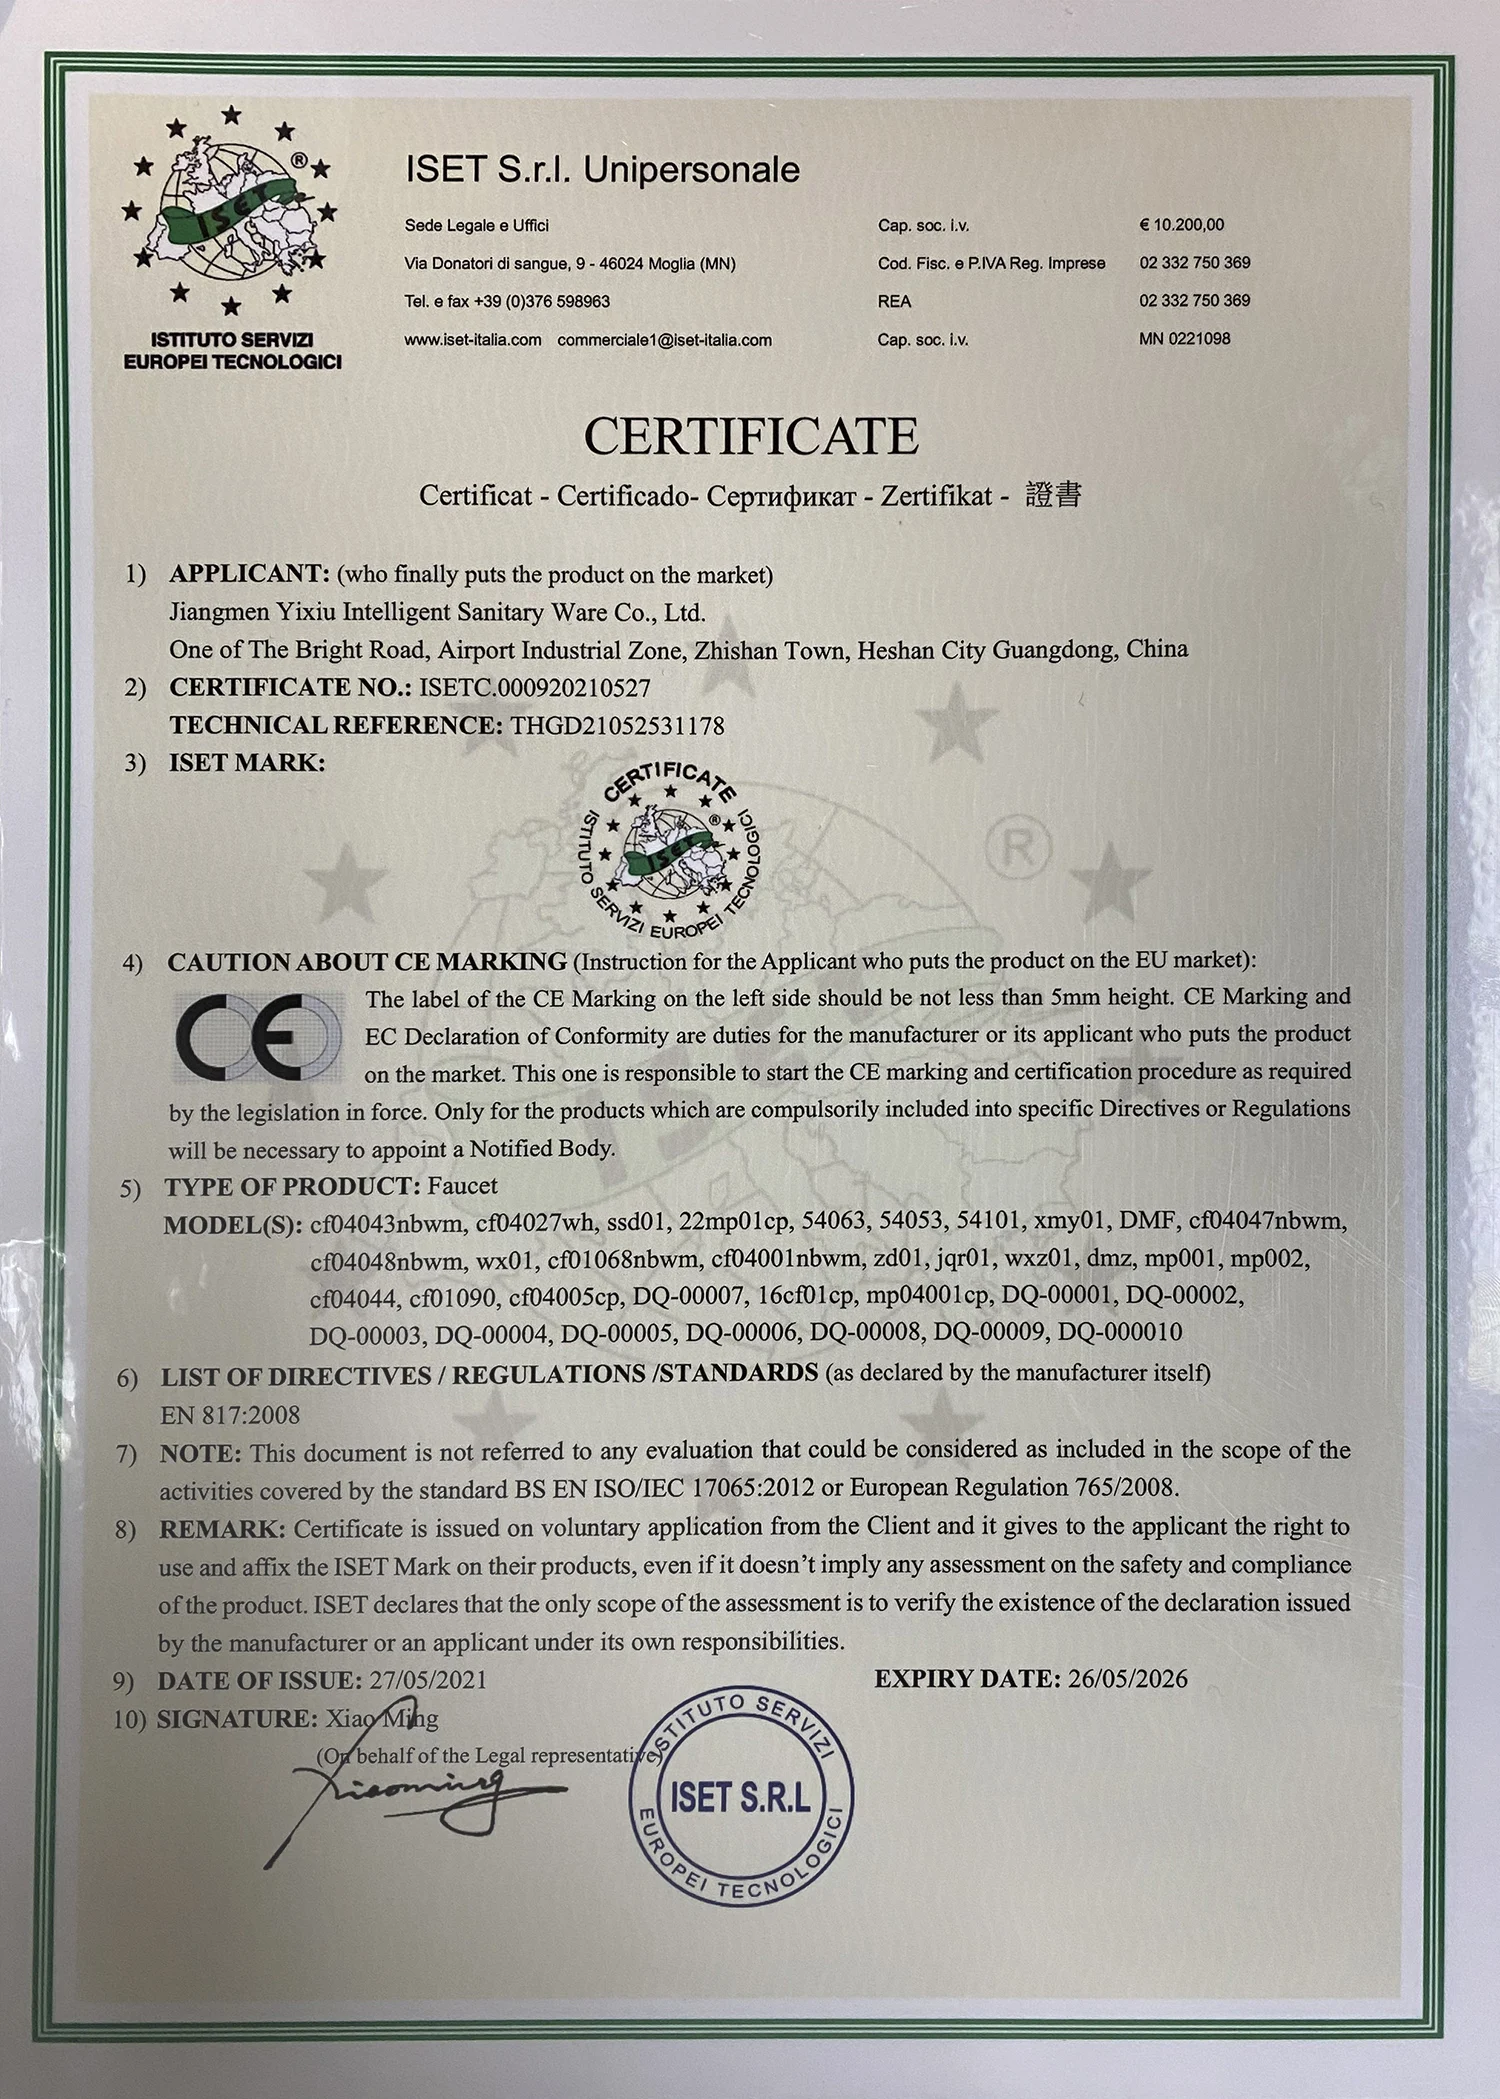 ISET
®
ISTITUTO SERVIZI
EUROPEI TECNOLOGICI
ISET S.r.l. Unipersonale
Sede Legale e Uffici
Via Donatori di sangue, 9 - 46024 Moglia (MN)
Tel. e fax +39 (0)376 598963
www.iset-italia.com commerciale1@iset-italia.com
Cap. soc. i.v. € 10.200,00
Cod. Fisc. e P.IVA Reg. Imprese 02 332 750 369
REA 02 332 750 369
Cap. soc. i.v. MN 0221098
CERTIFICATE
Certificat - Certificado- Сертификат - Zertifikat - 證書
1) APPLICANT: (who finally puts the product on the market)
Jiangmen Yixiu Intelligent Sanitary Ware Co., Ltd.
One of The Bright Road, Airport Industrial Zone, Zhishan Town, Heshan City Guangdong, China
2) CERTIFICATE NO.: ISETC.000920210527
TECHNICAL REFERENCE: THGD21052531178
3) ISET MARK:
CERTIFICATE
ISTITUTO SERVIZI EUROPEI TECNOLOGICI
ISET
®
®
4) CAUTION ABOUT CE MARKING (Instruction for the Applicant who puts the product on the EU market):
CE
The label of the CE Marking on the left side should be not less than 5mm height. CE Marking and
EC Declaration of Conformity are duties for the manufacturer or its applicant who puts the product
on the market. This one is responsible to start the CE marking and certification procedure as required
by the legislation in force. Only for the products which are compulsorily included into specific Directives or Regulations
will be necessary to appoint a Notified Body.
5) TYPE OF PRODUCT: Faucet
MODEL(S): cf04043nbwm, cf04027wh, ssd01, 22mp01cp, 54063, 54053, 54101, xmy01, DMF, cf04047nbwm,
cf04048nbwm, wx01, cf01068nbwm, cf04001nbwm, zd01, jqr01, wxz01, dmz, mp001, mp002,
cf04044, cf01090, cf04005cp, DQ-00007, 16cf01cp, mp04001cp, DQ-00001, DQ-00002,
DQ-00003, DQ-00004, DQ-00005, DQ-00006, DQ-00008, DQ-00009, DQ-000010
6) LIST OF DIRECTIVES / REGULATIONS /STANDARDS (as declared by the manufacturer itself)
EN 817:2008
7) NOTE: This document is not referred to any evaluation that could be considered as included in the scope of the
activities covered by the standard BS EN ISO/IEC 17065:2012 or European Regulation 765/2008.
8) REMARK: Certificate is issued on voluntary application from the Client and it gives to the applicant the right to
use and affix the ISET Mark on their products, even if it doesn’t imply any assessment on the safety and compliance
of the product. ISET declares that the only scope of the assessment is to verify the existence of the declaration issued
by the manufacturer or an applicant under its own responsibilities.
9) DATE OF ISSUE: 27/05/2021 EXPIRY DATE: 26/05/2026
10) SIGNATURE: Xiao Ming
(On behalf of the Legal representative)
Xiaoming
ISTITUTO SERVIZI
ISET S.R.L
EUROPEI TECNOLOGICI